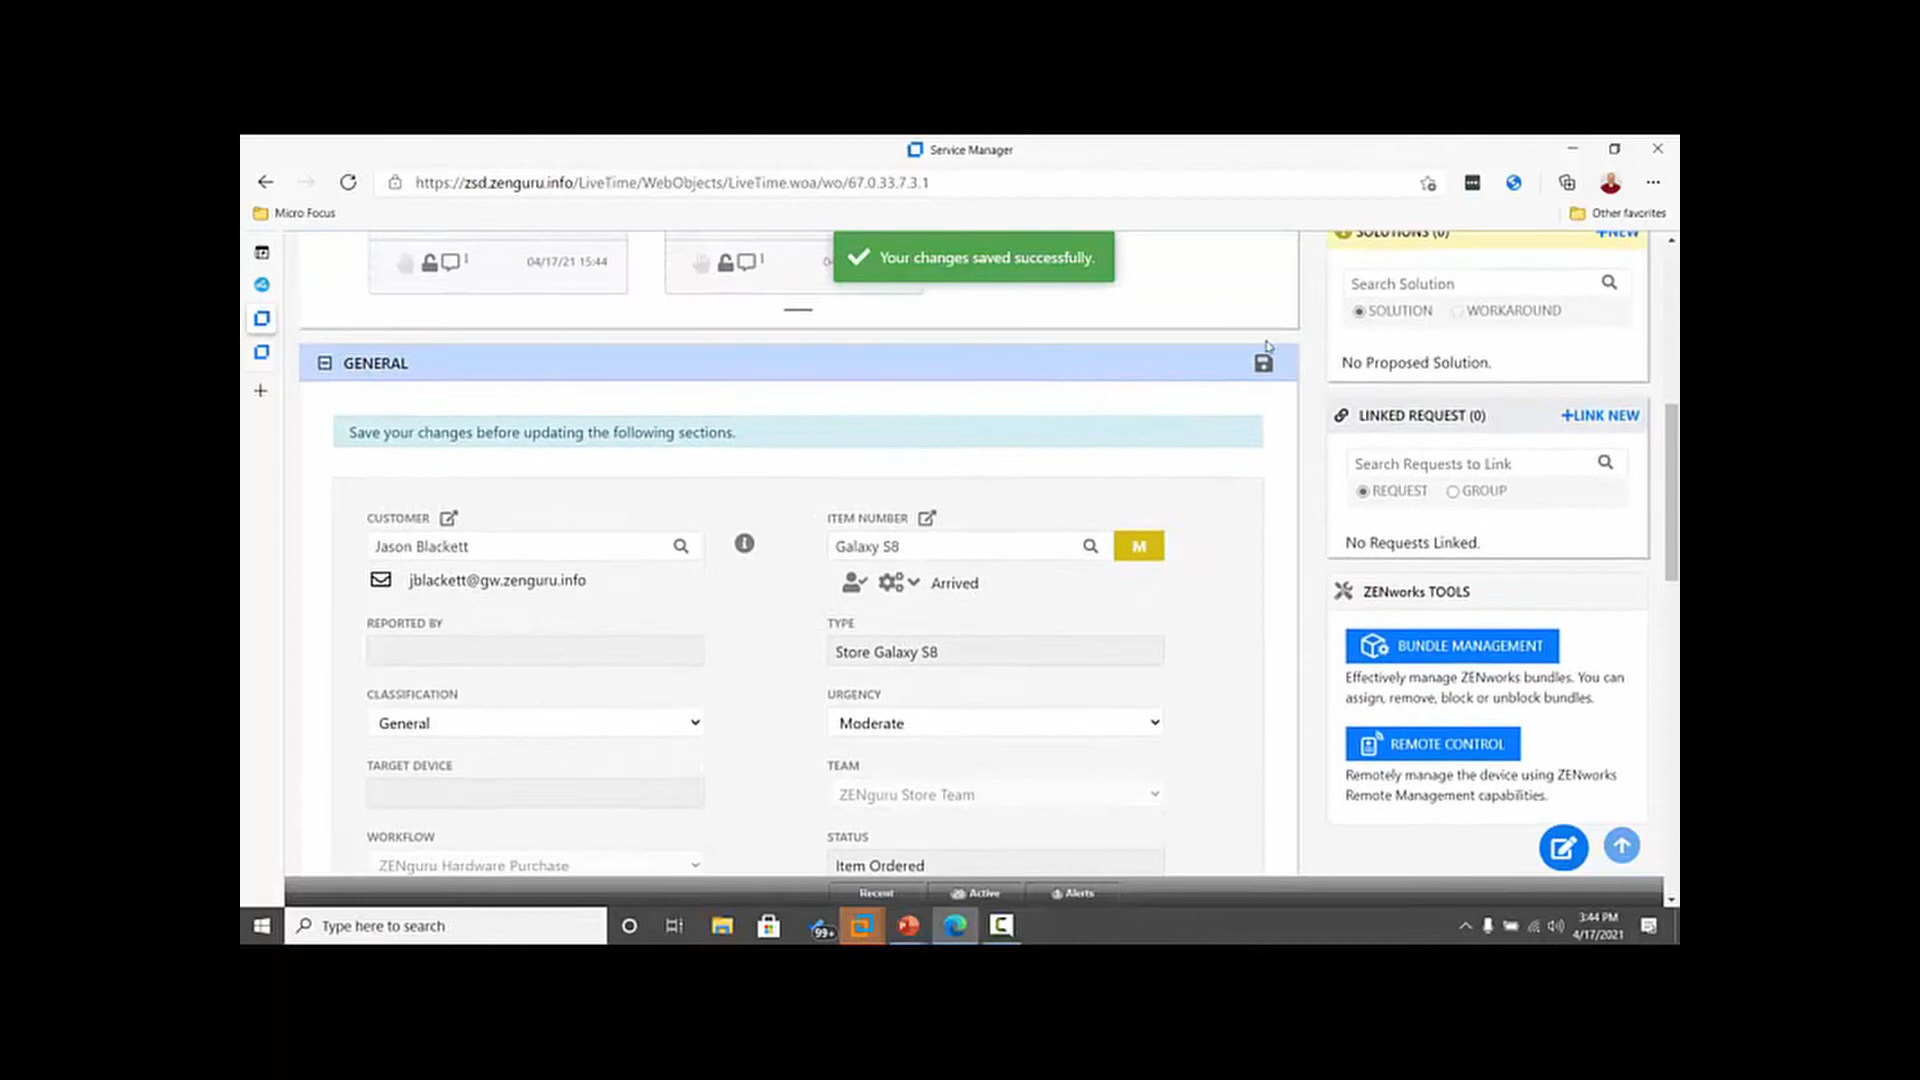 Service Manager
https://zsd.zenguru.info/LiveTime/WebObjects/LiveTime.woa/wo/67.0.33.7.3.1
Micro Focus
Other favorites
04/17/21 15:44
Your changes saved successfully.
SOLUTIONS (0)
+NEW
Search Solution
SOLUTION
WORKAROUND
No Proposed Solution.
GENERAL
Save your changes before updating the following sections.
LINKED REQUEST (0)
+LINK NEW
Search Requests to Link
REQUEST
GROUP
No Requests Linked.
CUSTOMER
Jason Blackett
jblackett@gw.zenguru.info
ITEM NUMBER
Galaxy S8
M
Arrived
REPORTED BY
TYPE
Store Galaxy S8
CLASSIFICATION
General
URGENCY
Moderate
TARGET DEVICE
TEAM
ZENguru Store Team
WORKFLOW
ZENguru Hardware Purchase
STATUS
Item Ordered
ZENworks TOOLS
BUNDLE MANAGEMENT
Effectively manage ZENworks bundles. You can
assign, remove, block or unblock bundles.
REMOTE CONTROL
Remotely manage the device using ZENworks
Remote Management capabilities.
Recent
Active
Alerts
Type here to search
99+
3:44 PM
4/17/2021